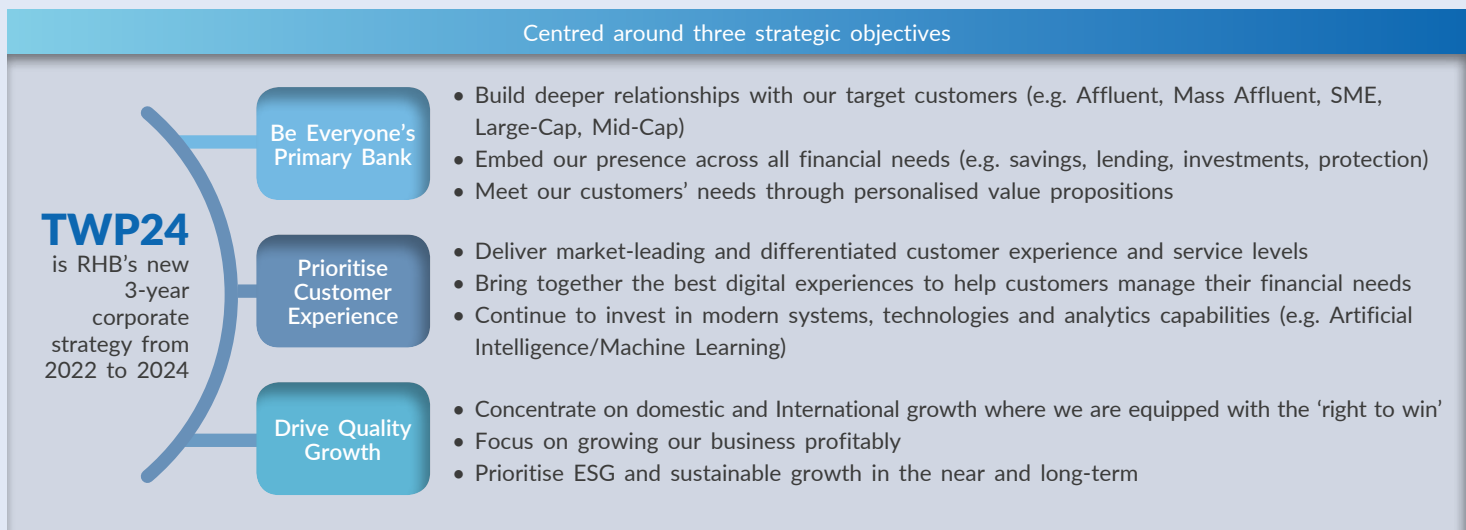 Centred around three strategic objectives
TWP24
is RHB's new
3-year
corporate
strategy from
2022 to 2024
Be Everyone's
Primary Bank
• Build deeper relationships with our target customers (e.g. Affluent, Mass Affluent, SME,
Large-Cap, Mid-Cap)
• Embed our presence across all financial needs (e.g. savings, lending, investments, protection)
• Meet our customers' needs through personalised value propositions
Prioritise
Customer
Experience
• Deliver market-leading and differentiated customer experience and service levels
• Bring together the best digital experiences to help customers manage their financial needs
• Continue to invest in modern systems, technologies and analytics capabilities (e.g. Artificial
Intelligence/Machine Learning)
Drive Quality
Growth
• Concentrate on domestic and International growth where we are equipped with the 'right to win'
• Focus on growing our business profitably
• Prioritise ESG and sustainable growth in the near and long-term